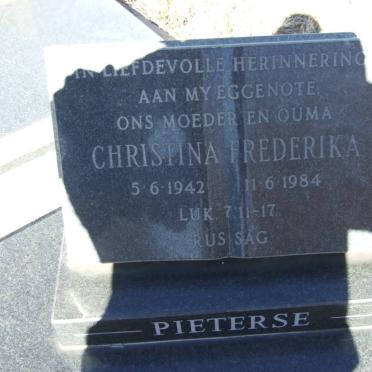 IN LIEFDEVOLLE HERINNERING
AAN MY EGGENOTE,
ONS MOEDER EN OUMA
CHRISTINA FREDERIKA
5·6·1942 11·6·1984
LUK. 7:11-17
RUS SAG
PIETERSE